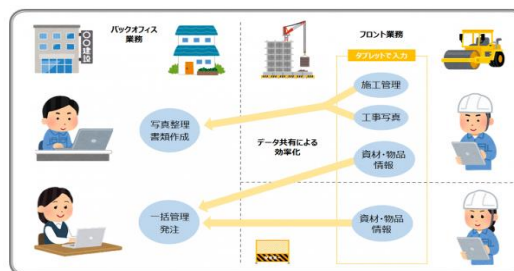 〇〇建設
バックオフィス
業務
フロント業務
タブレットで入力
施工管理
工事写真
写真整理
書類作成
データ共有による
効率化
資材・物品
情報
一括管理
発注
資材・物品
情報